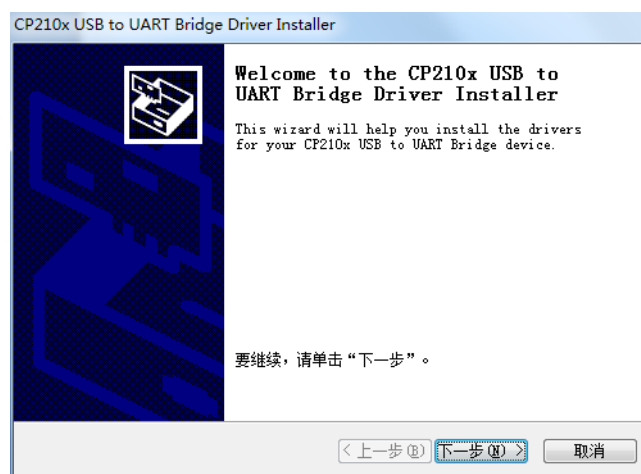 CP210x USB to UART Bridge Driver Installer
Welcome to the CP210x USB to
UART Bridge Driver Installer
This wizard will help you install the drivers
for your CP210x USB to UART Bridge device.
要继续，请单击“下一步”。
< 上一步(B) 下一步(N) > 取消